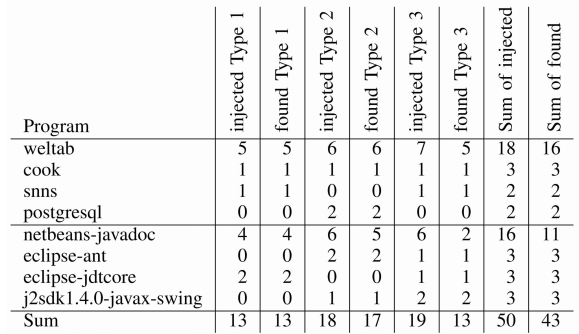 Program injected Type 1 found Type 1 injected Type 2 found Type 2 injected Type 3 found Type 3 Sum of injected Sum of found
weltab 5 5 6 6 7 5 18 16
cook 1 1 1 1 1 1 3 3
snns 1 1 0 0 1 1 2 2
postgresql 0 0 2 2 0 0 2 2
netbeans-javadoc 4 4 6 5 6 2 16 11
eclipse-ant 0 0 2 2 1 1 3 3
eclipse-jdtcore 2 2 0 0 1 1 3 3
j2sdk1.4.0-javax-swing 0 0 1 1 2 2 3 3
Sum 13 13 18 17 19 13 50 43